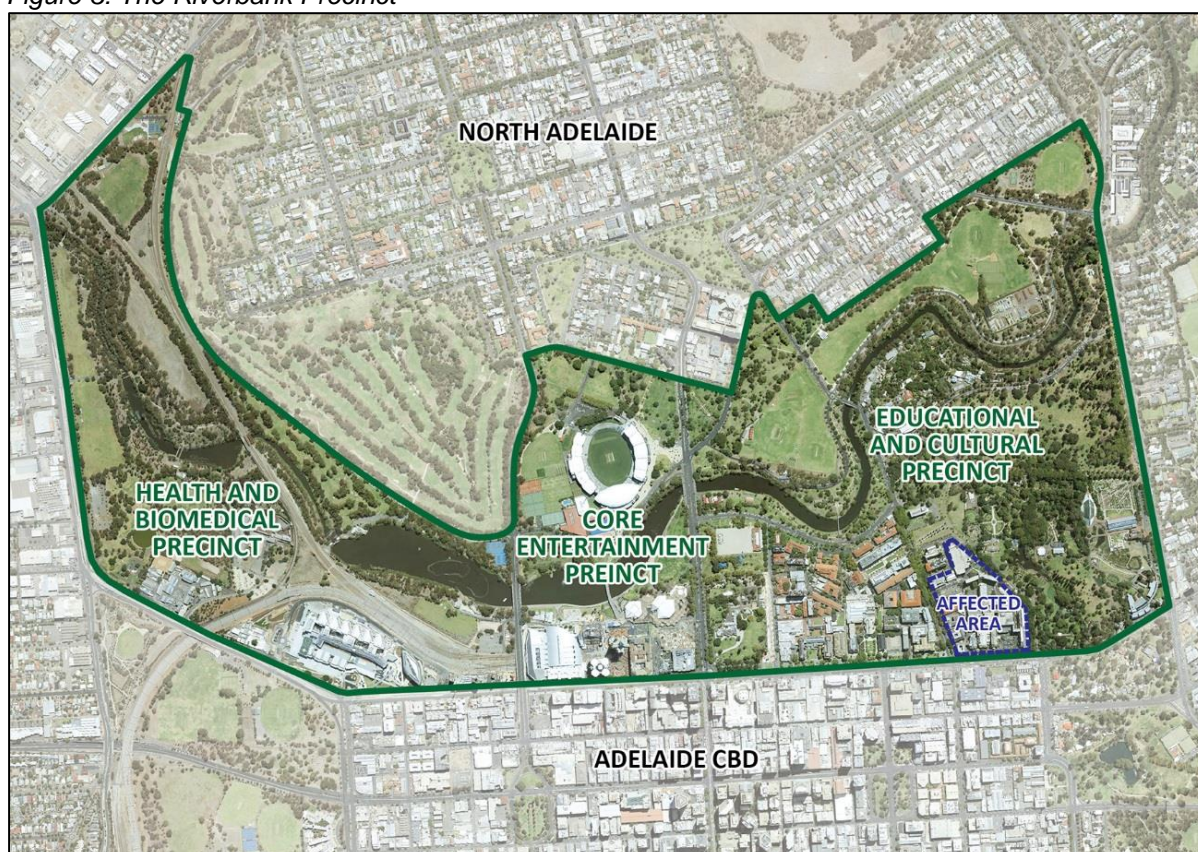 Figure 3: The Riverbank Precinct
NORTH ADELAIDE
EDUCATIONAL
AND CULTURAL
PRECINCT
HEALTH AND
BIOMEDICAL
PRECINCT
CORE
ENTERTAINMENT
PREINCT
AFFECTED
AREA
ADELAIDE CBD